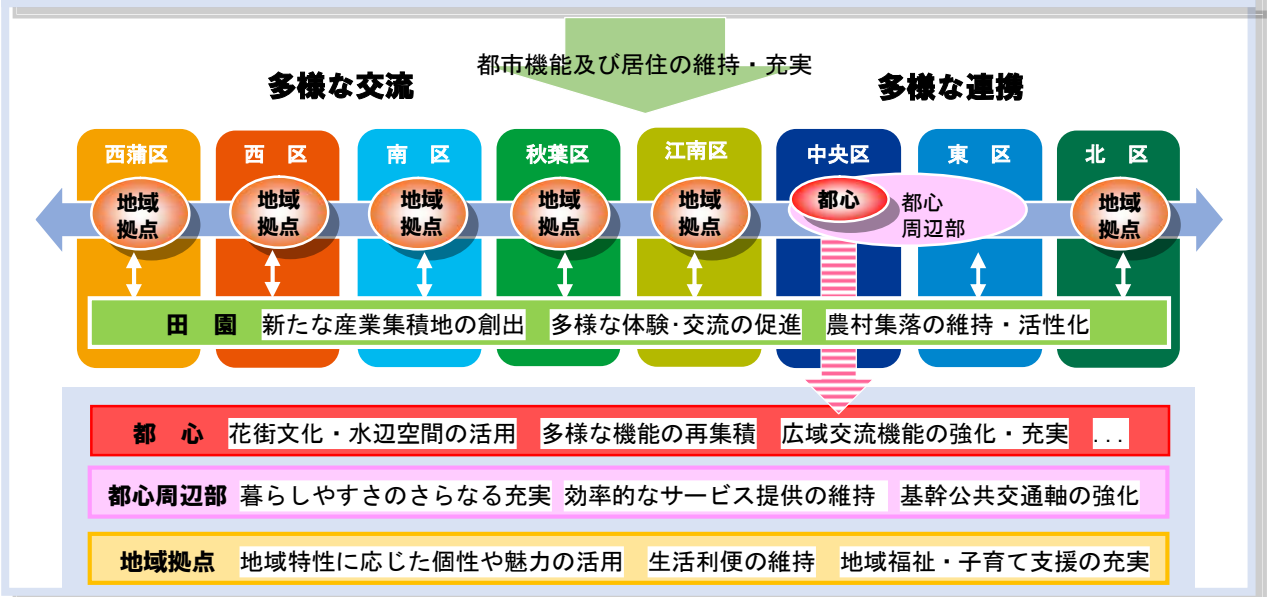 都市機能及び居住の維持・充実
多様な交流
多様な連携
西蒲区
西 区
南 区
秋葉区
江南区
中央区
東 区
北 区
地域
拠点
地域
拠点
地域
拠点
地域
拠点
地域
拠点
都心
都心
周辺部
地域
拠点
田 園 新たな産業集積地の創出 多様な体験・交流の促進 農村集落の維持・活性化
都 心 花街文化・水辺空間の活用 多様な機能の再集積 広域交流機能の強化・充実 ...
都心周辺部 暮らしやすさのさらなる充実 効率的なサービス提供の維持 基幹公共交通軸の強化
地域拠点 地域特性に応じた個性や魅力の活用 生活利便の維持 地域福祉・子育て支援の充実